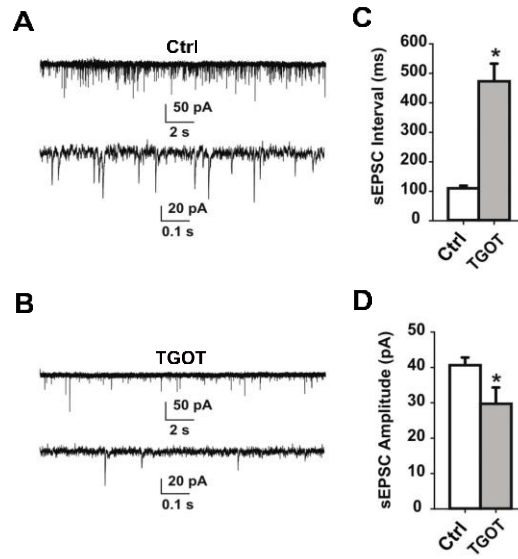 A
Ctrl
50 pA
2 s
20 pA
0.1 s
B
TGOT
50 pA
2 s
20 pA
0.1 s
C
sEPSC Interval (ms)
600
500
400
300
200
100
0
*
Ctrl
TGOT
D
sEPSC Amplitude (pA)
50
40
30
20
10
0
*
Ctrl
TGOT